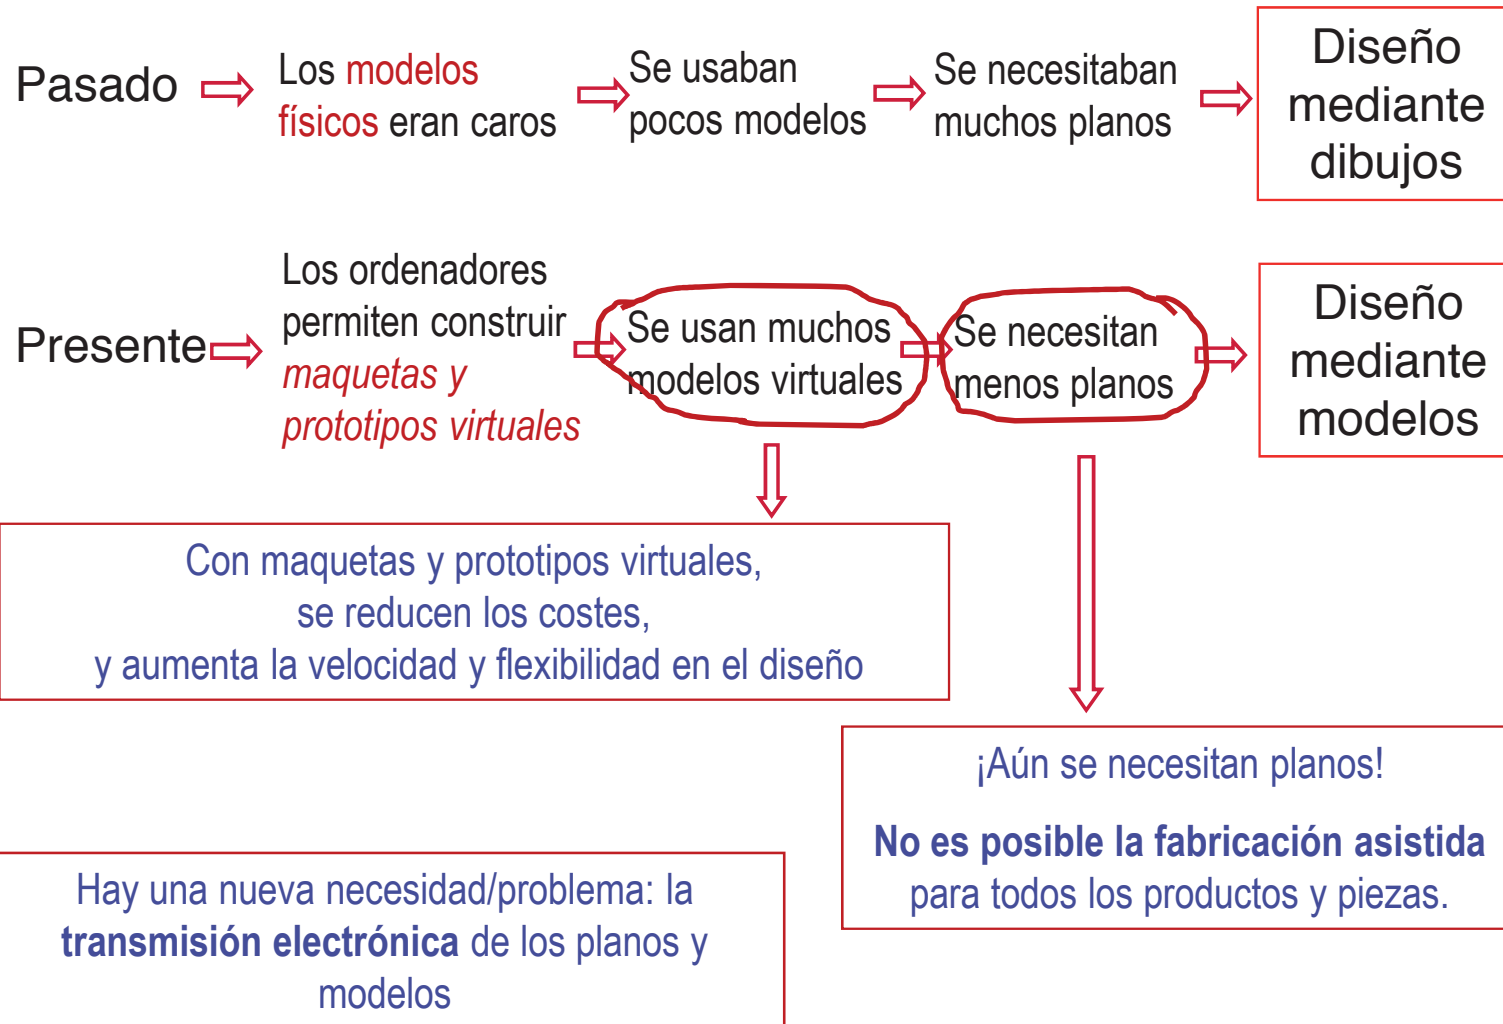 Pasado
Los modelos
físicos eran caros
Se usaban
pocos modelos
Se necesitaban
muchos planos
Diseño
mediante
dibujos
Presente
Los ordenadores
permiten construir
maquetas y
prototipos virtuales
Se usan muchos
modelos virtuales
Se necesitan
menos planos
Diseño
mediante
modelos
Con maquetas y prototipos virtuales,
se reducen los costes,
y aumenta la velocidad y flexibilidad en el diseño
¡Aún se necesitan planos!
No es posible la fabricación asistida
para todos los productos y piezas.
Hay una nueva necesidad/problema: la
transmisión electrónica de los planos y
modelos